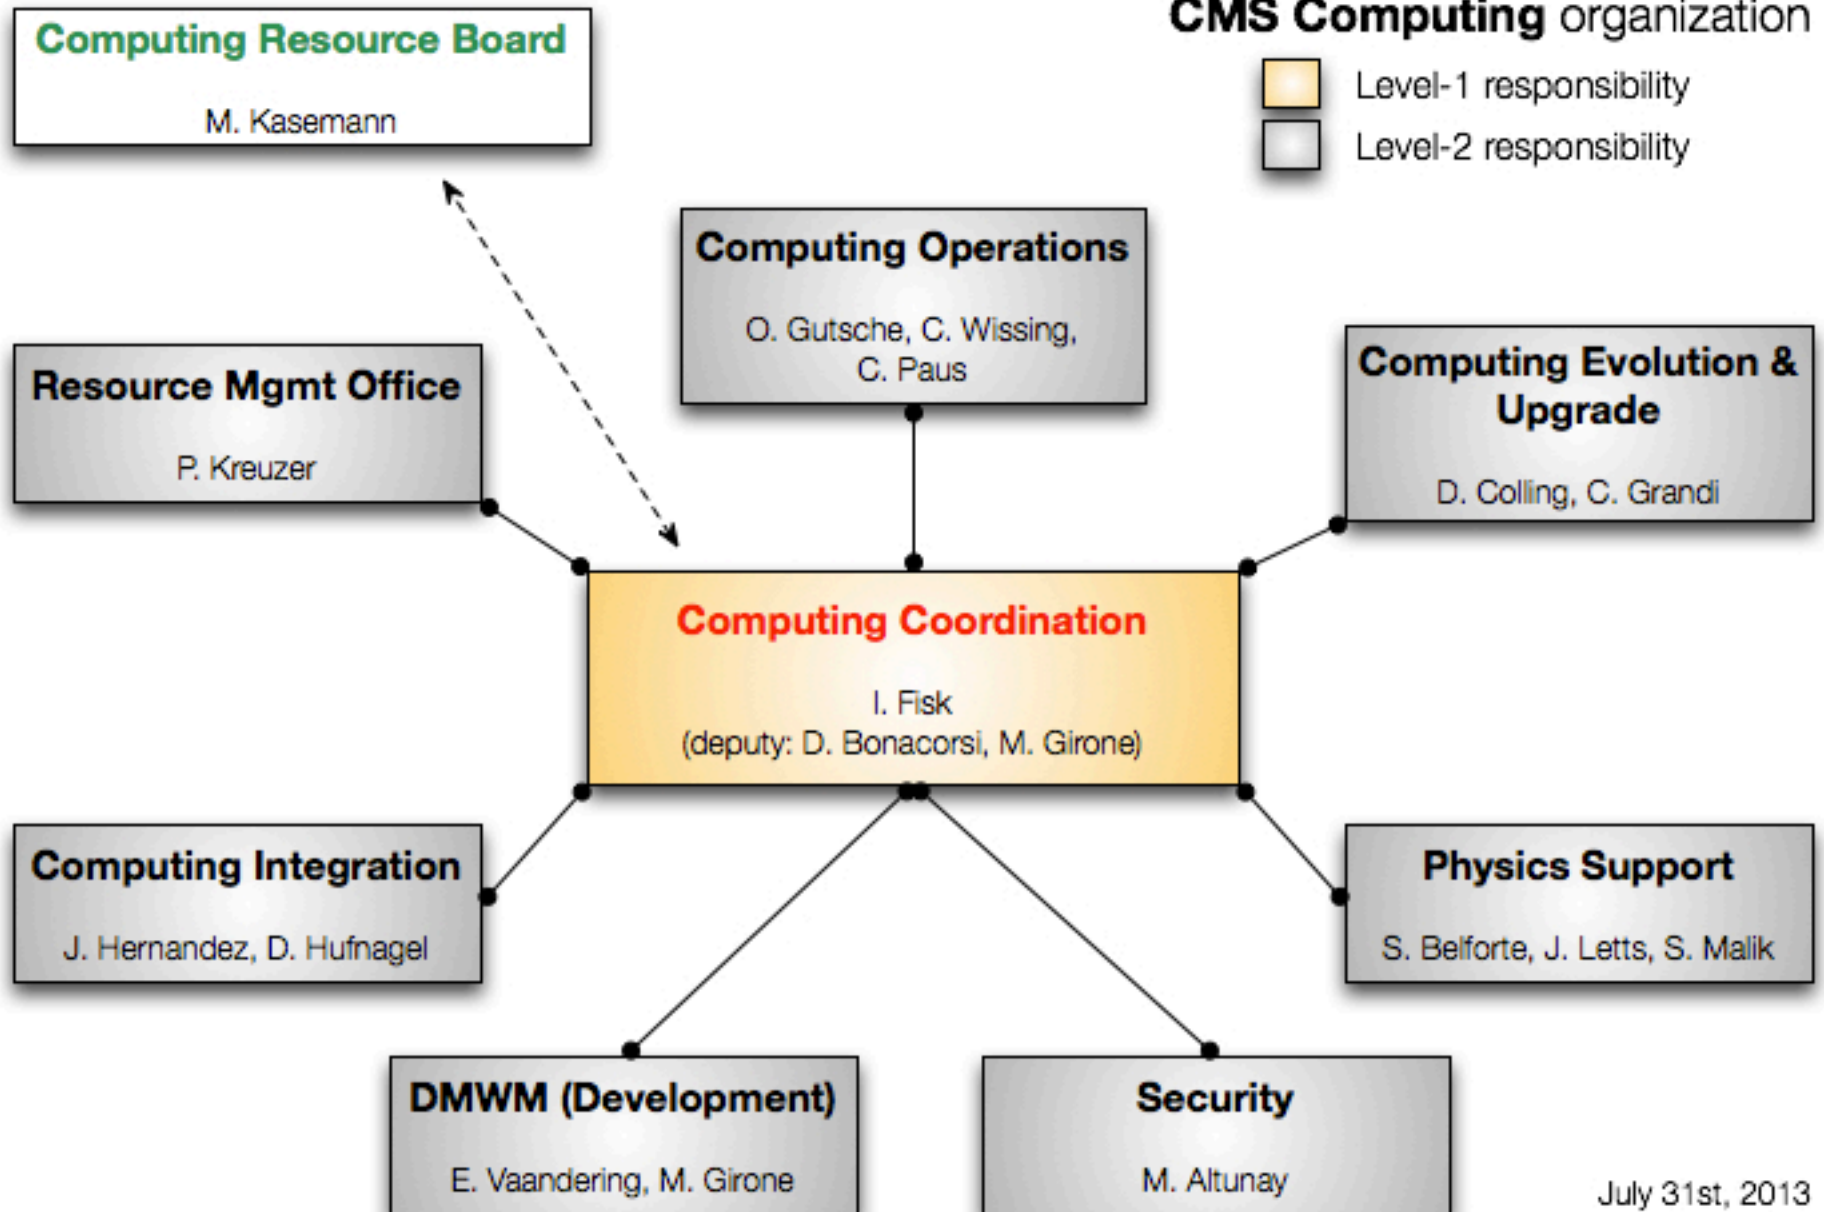 Computing Resource Board
M. Kasemann
CMS Computing organization
Level-1 responsibility
Level-2 responsibility
Computing Operations
O. Gutsche, C. Wissing,
C. Paus
Resource Mgmt Office
P. Kreuzer
Computing Evolution &
Upgrade
D. Colling, C. Grandi
Computing Coordination
I. Fisk
(deputy: D. Bonacorsi, M. Girone)
Computing Integration
J. Hernandez, D. Hufnagel
Physics Support
S. Belforte, J. Letts, S. Malik
DMWM (Development)
E. Vaandering, M. Girone
Security
M. Altunay
July 31st, 2013